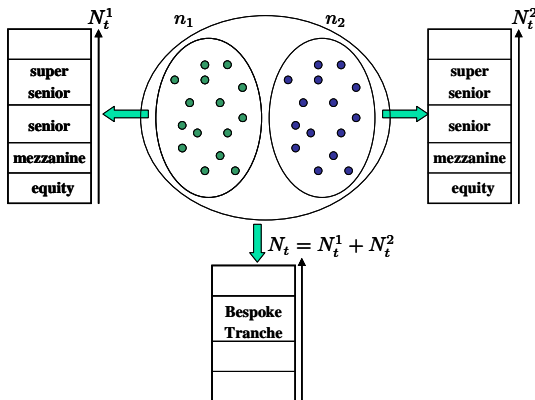 N_t^1
n_1
n_2
N_t^2
super
senior
senior
mezzanine
equity
super
senior
senior
mezzanine
equity
N_t = N_t^1 + N_t^2
Bespoke
Tranche